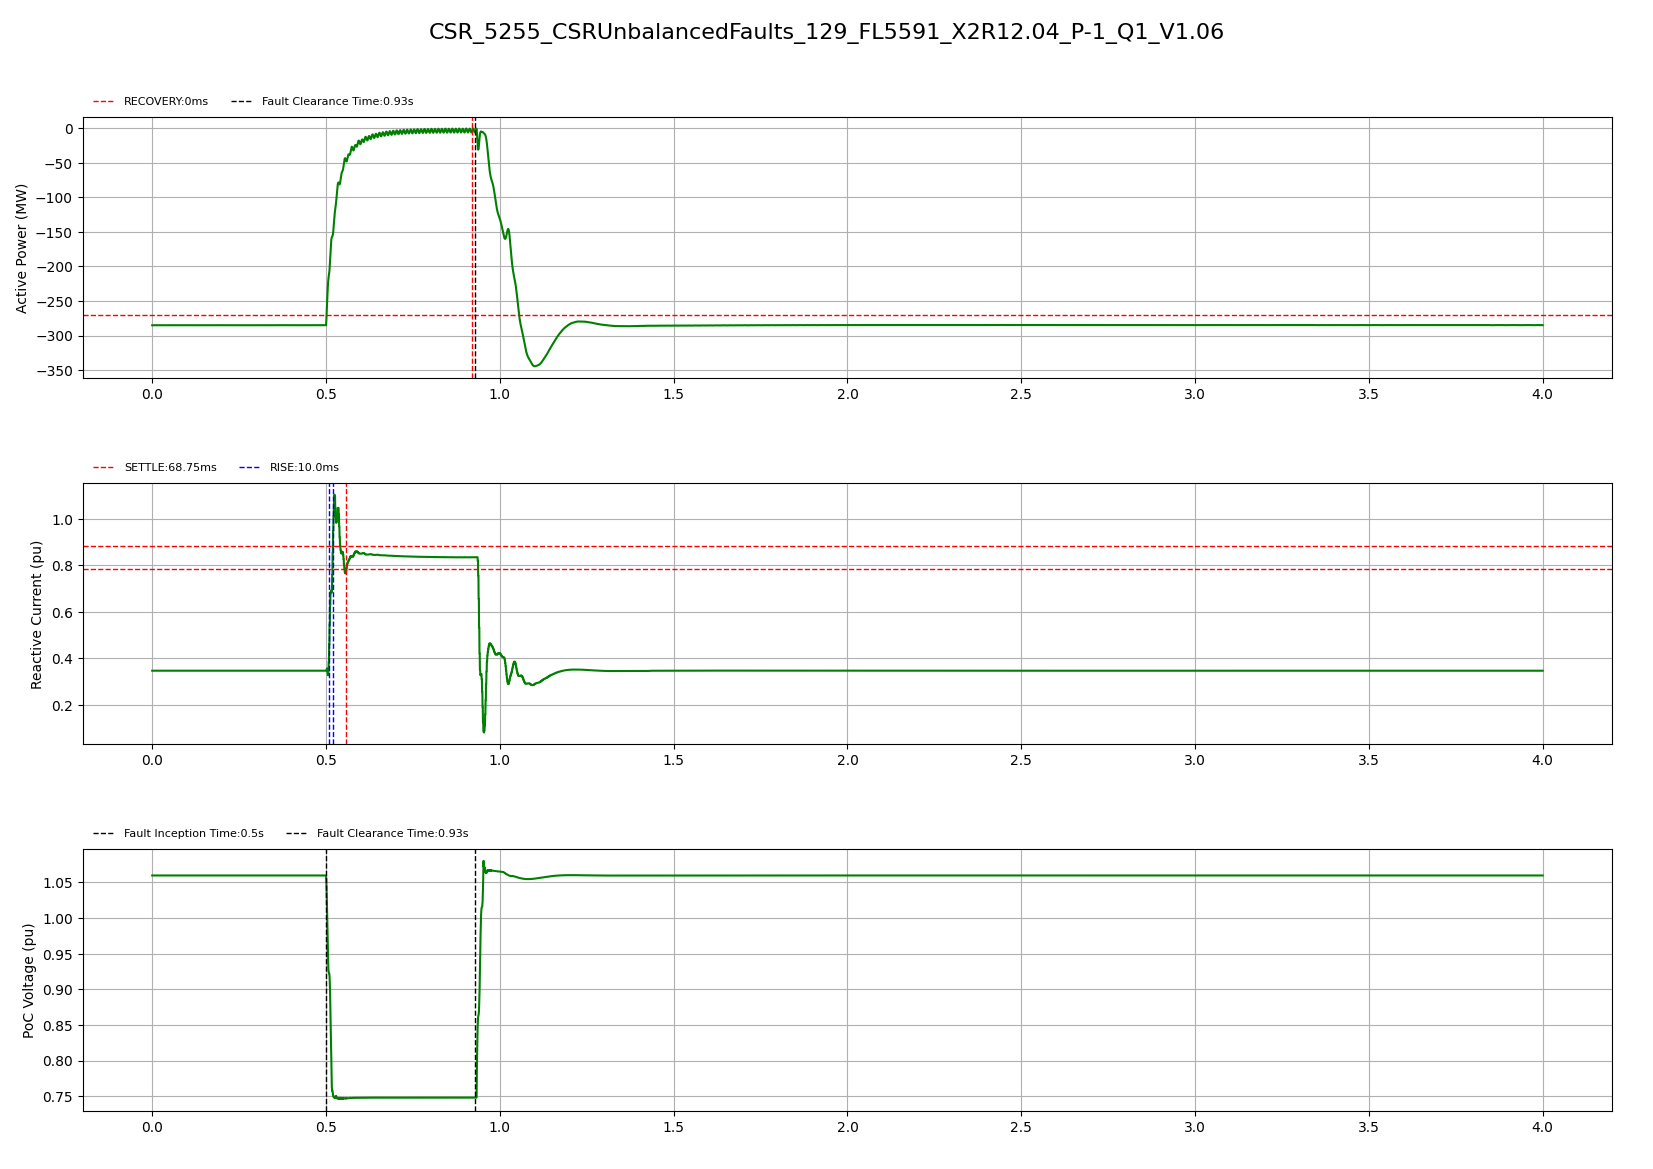 CSR_5255_CSRUnbalancedFaults_129_FL5591_X2R12.04_P-1_Q1_V1.06
RECOVERY:0ms Fault Clearance Time:0.93s
Active Power (MW)
0
−50
−100
−150
−200
−250
−300
−350
0.0 0.5 1.0 1.5 2.0 2.5 3.0 3.5 4.0
SETTLE:68.75ms RISE:10.0ms
Reactive Current (pu)
1.0
0.8
0.6
0.4
0.2
0.0 0.5 1.0 1.5 2.0 2.5 3.0 3.5 4.0
Fault Inception Time:0.5s Fault Clearance Time:0.93s
PoC Voltage (pu)
1.05
1.00
0.95
0.90
0.85
0.80
0.75
0.0 0.5 1.0 1.5 2.0 2.5 3.0 3.5 4.0